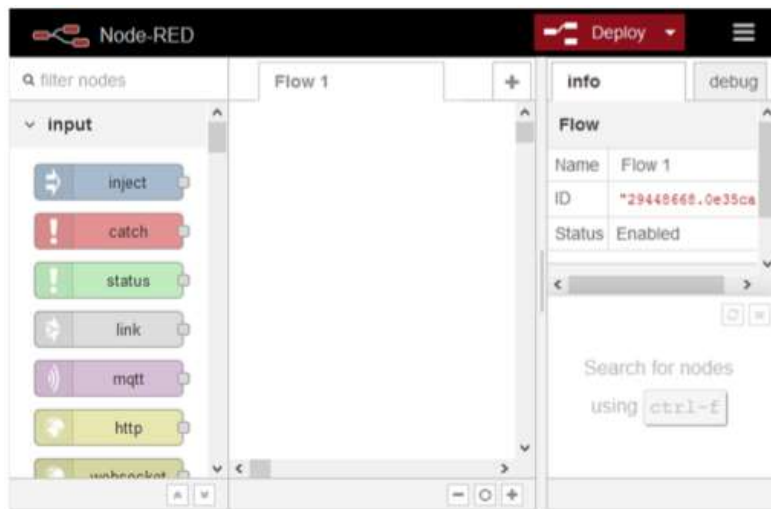 Node-RED
Deploy
filter nodes
Flow 1
+
info
debug
input
inject
catch
status
link
mqtt
http
websocket
Flow
Name Flow 1
ID "29448668.0e35ca
Status Enabled
Search for nodes
using ctrl-f